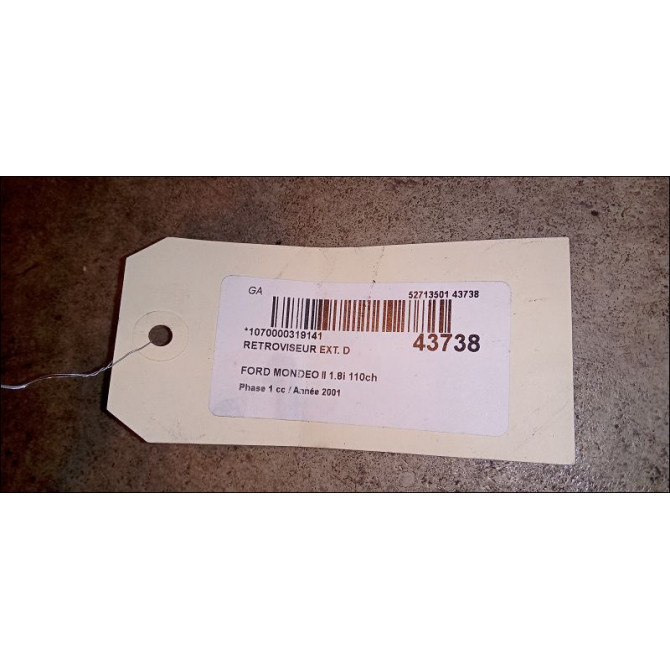 GA 52713501 43738
*1070000319141 43738
RETROVISEUR EXT. D
FORD MONDEO II 1.8i 110ch
Phase 1 cc / Année 2001